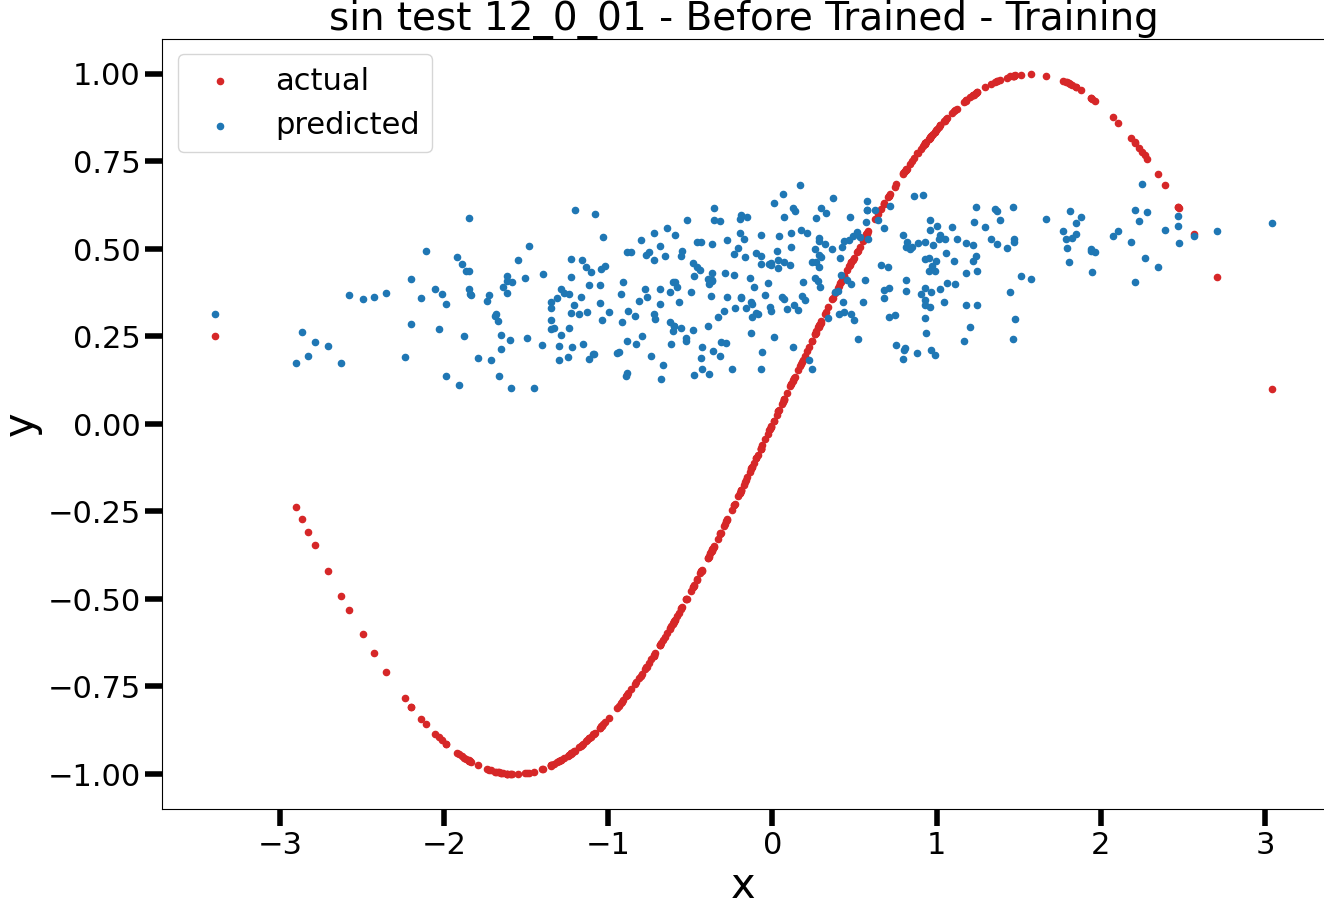 sin test 12_0_01 - Before Trained - Training
actual
predicted
1.00
0.75
0.50
0.25
0.00
−0.25
−0.50
−0.75
−1.00
y
−3 −2 −1 0 1 2 3
x